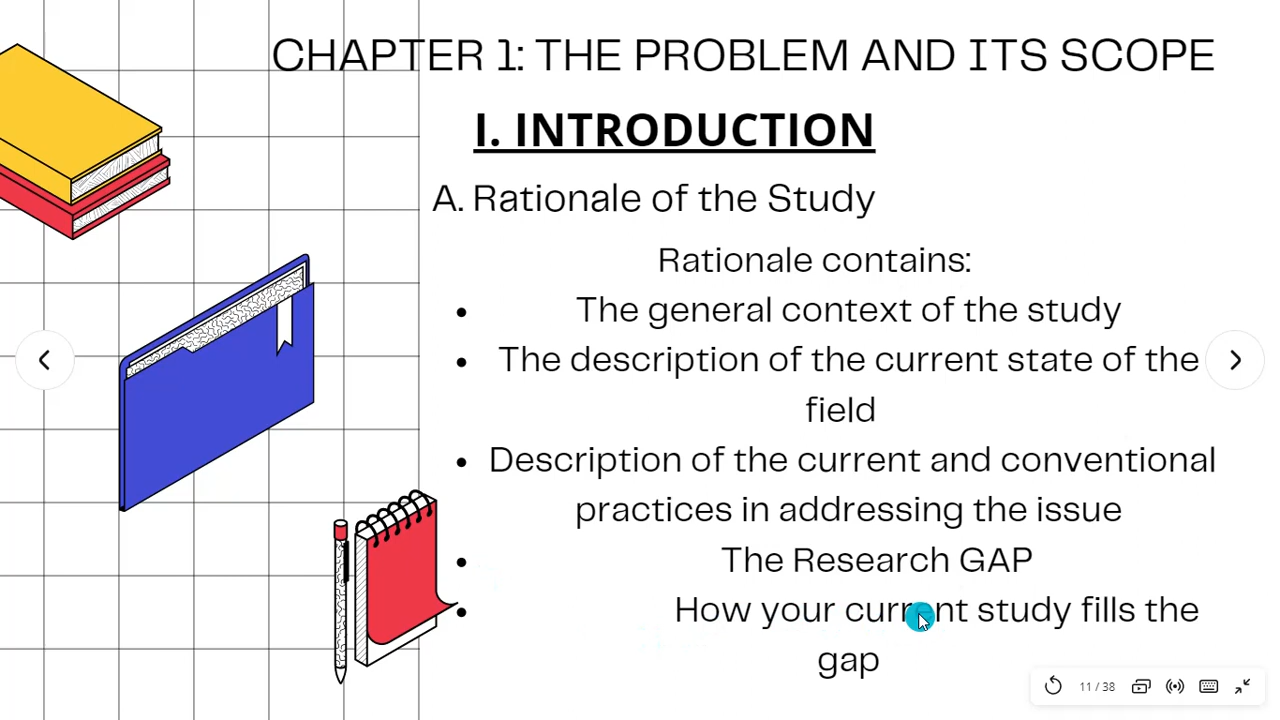 CHAPTER 1: THE PROBLEM AND ITS SCOPE
I. INTRODUCTION
A. Rationale of the Study
Rationale contains:
• The general context of the study
• The description of the current state of the
field
• Description of the current and conventional
practices in addressing the issue
• The Research GAP
• How your current study fills the
gap
11 / 38